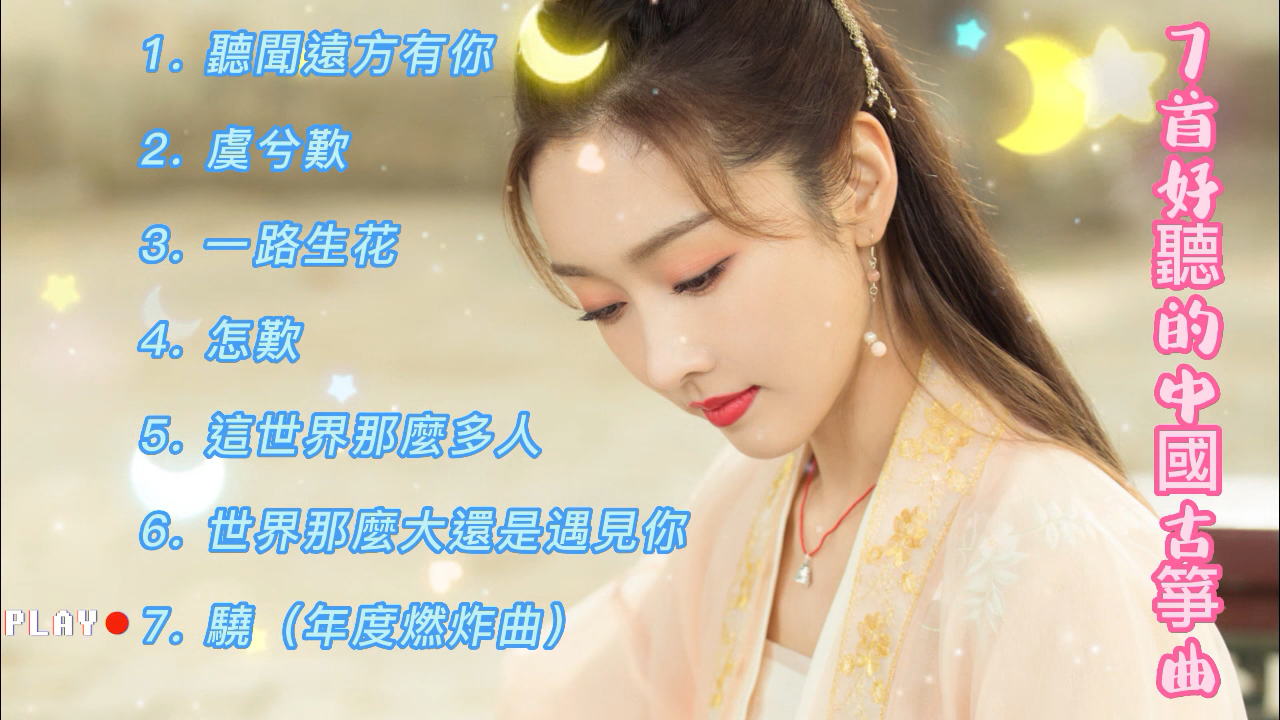 1. 聽聞遠方有你
2. 虞兮歎
3. 一路生花
4. 怎歎
5. 這世界那麼多人
6. 世界那麼大還是遇見你
PLAY 7. 驍（年度燃炸曲）
7首好聽的中國古箏曲